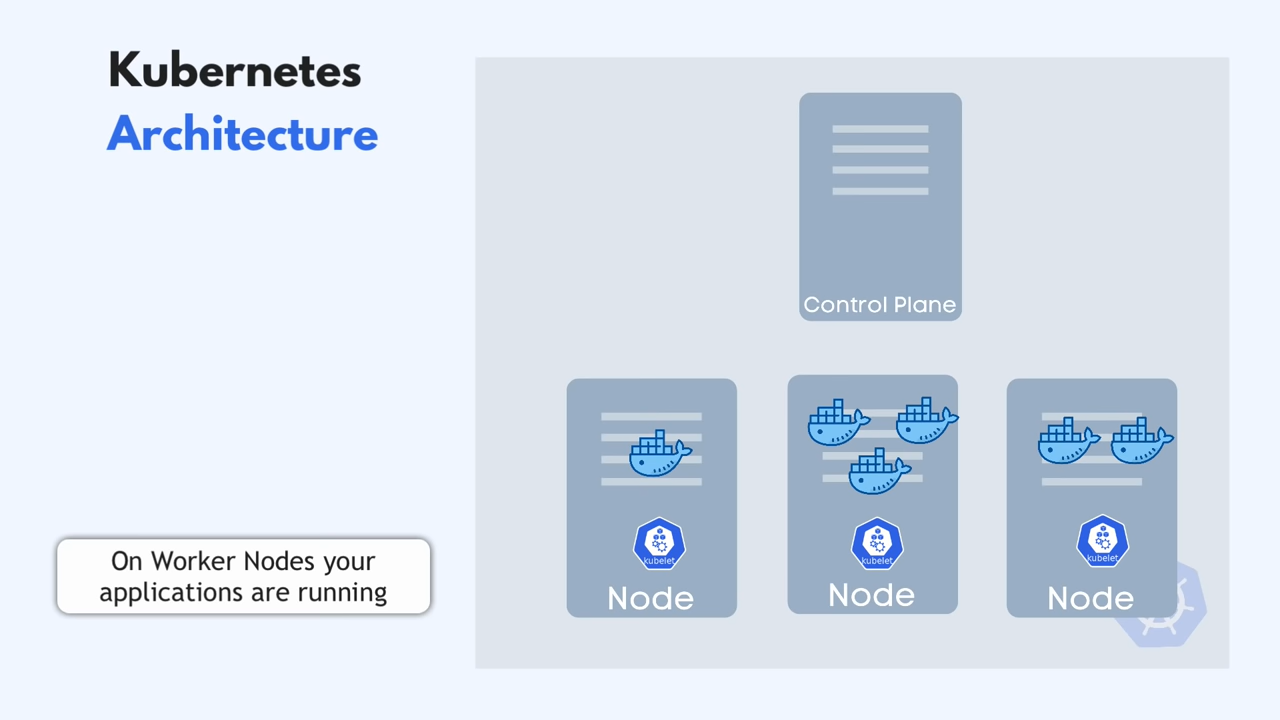 Kubernetes
Architecture
Control Plane
kubelet
kubelet
kubelet
Node
Node
Node
On Worker Nodes your
applications are running